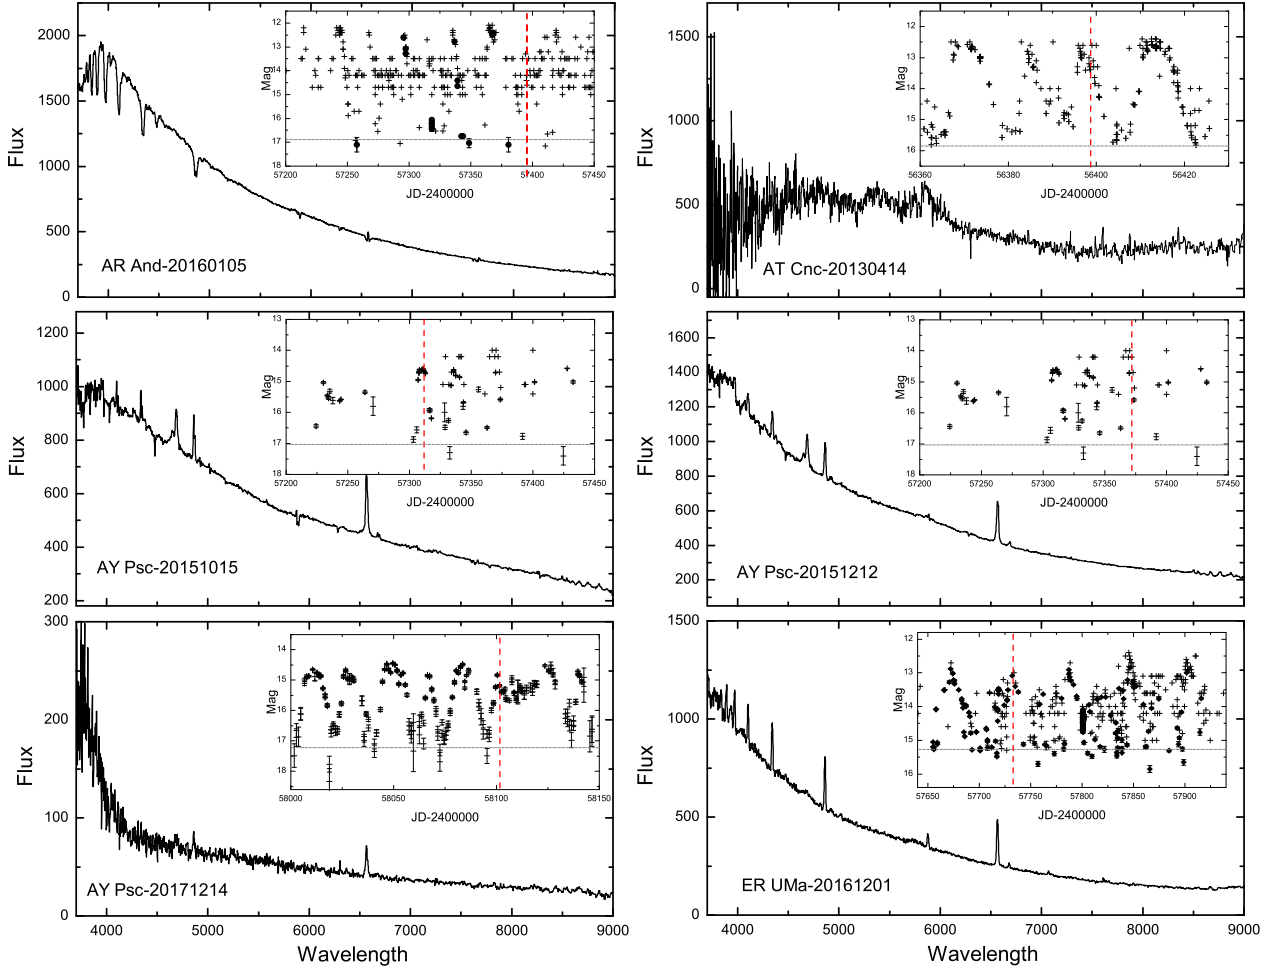 2000
1500
1000
500
0
Flux
AR And-20160105
12
13
14
15
16
17
18
Mag
57200 57250 57300 57350 57400 57450
JD-2400000
1500
1000
500
0
Flux
AT Cnc-20130414
12
13
14
15
16
Mag
56360 56380 56400 56420
JD-2400000
1200
1000
800
600
400
200
Flux
AY Psc-20151015
13
14
15
16
17
18
Mag
57200 57250 57300 57350 57400 57450
JD-2400000
1600
1400
1200
1000
800
600
400
200
Flux
AY Psc-20151212
13
14
15
16
17
18
Mag
57200 57250 57300 57350 57400 57450
JD-2400000
300
200
100
50
0
Flux
AY Psc-20171214
14
15
16
17
18
Mag
58000 58050 58100 58150
JD-2400000
4000 5000 6000 7000 8000 9000
Wavelength
1500
1000
500
0
Flux
ER UMa-20161201
12
13
14
15
16
Mag
57650 57700 57750 57800 57850 57900
JD-2400000
4000 5000 6000 7000 8000 9000
Wavelength